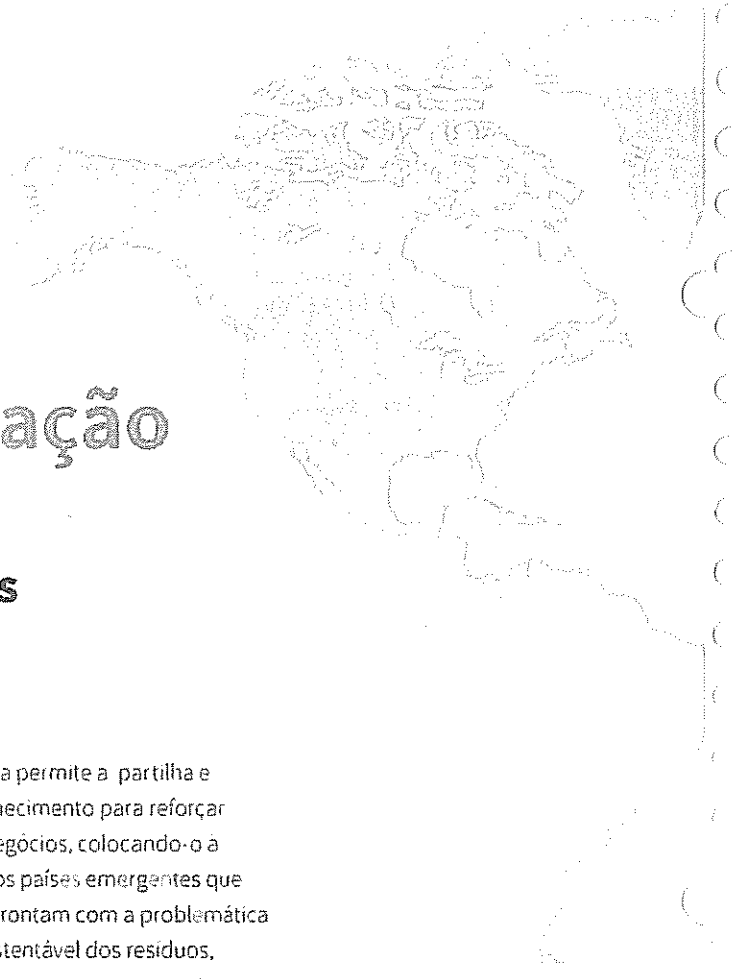 ação
s
a permite a partilha e
hecimento para reforçar
egócios, colocando-o à
os países emergentes que
rontam com a problemática
stentável dos resíduos,